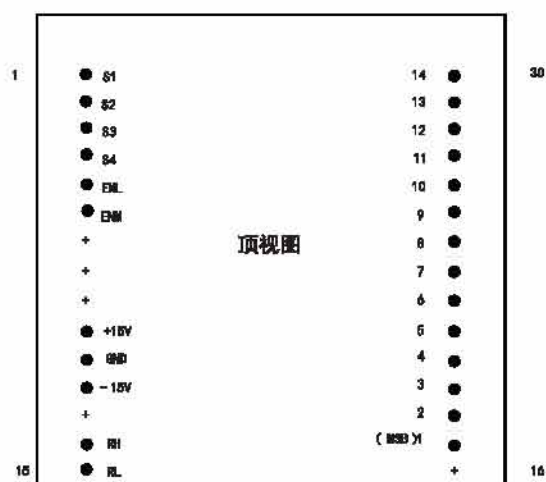 1 S1 14 30
S2 13
S3 12
S4 11
ENL 10
ENM 9
+ 8
顶视图
+ 7
+ 6
+15V 5
GND 4
-15V 3
+ 2
RH (MSB)1
15 RL + 16